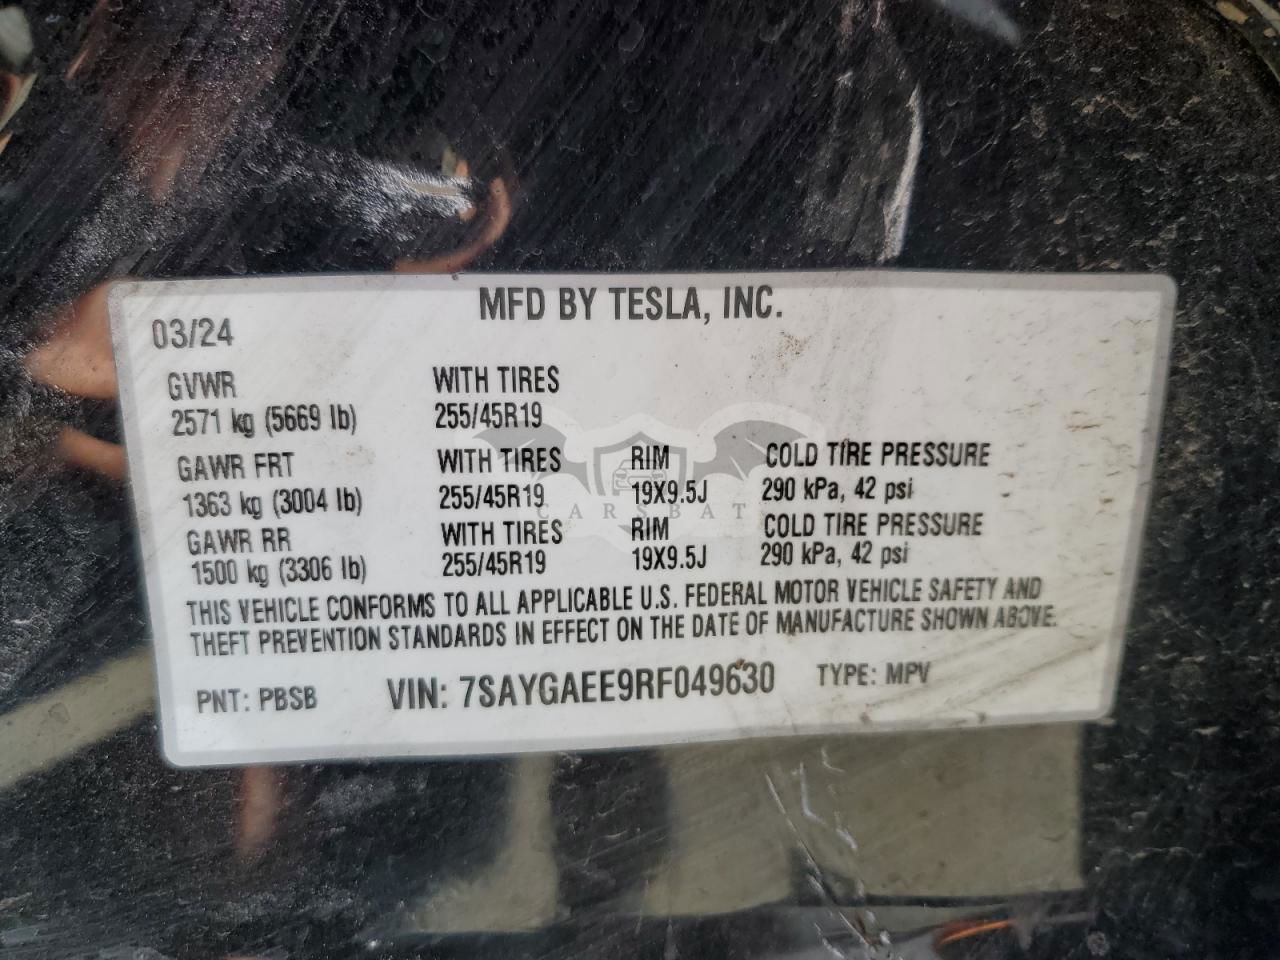 MFD BY TESLA, INC.
03/24
GVWR WITH TIRES
2571 kg (5669 lb) 255/45R19
GAWR FRT WITH TIRES RIM COLD TIRE PRESSURE
1363 kg (3004 lb) 255/45R19 19X9.5J 290 kPa, 42 psi
CARSBAT
GAWR RR WITH TIRES RIM COLD TIRE PRESSURE
1500 kg (3306 lb) 255/45R19 19X9.5J 290 kPa, 42 psi
THIS VEHICLE CONFORMS TO ALL APPLICABLE U.S. FEDERAL MOTOR VEHICLE SAFETY AND
THEFT PREVENTION STANDARDS IN EFFECT ON THE DATE OF MANUFACTURE SHOWN ABOVE.
PNT: PBSB VIN: 7SAYGAEE9RF049630 TYPE: MPV